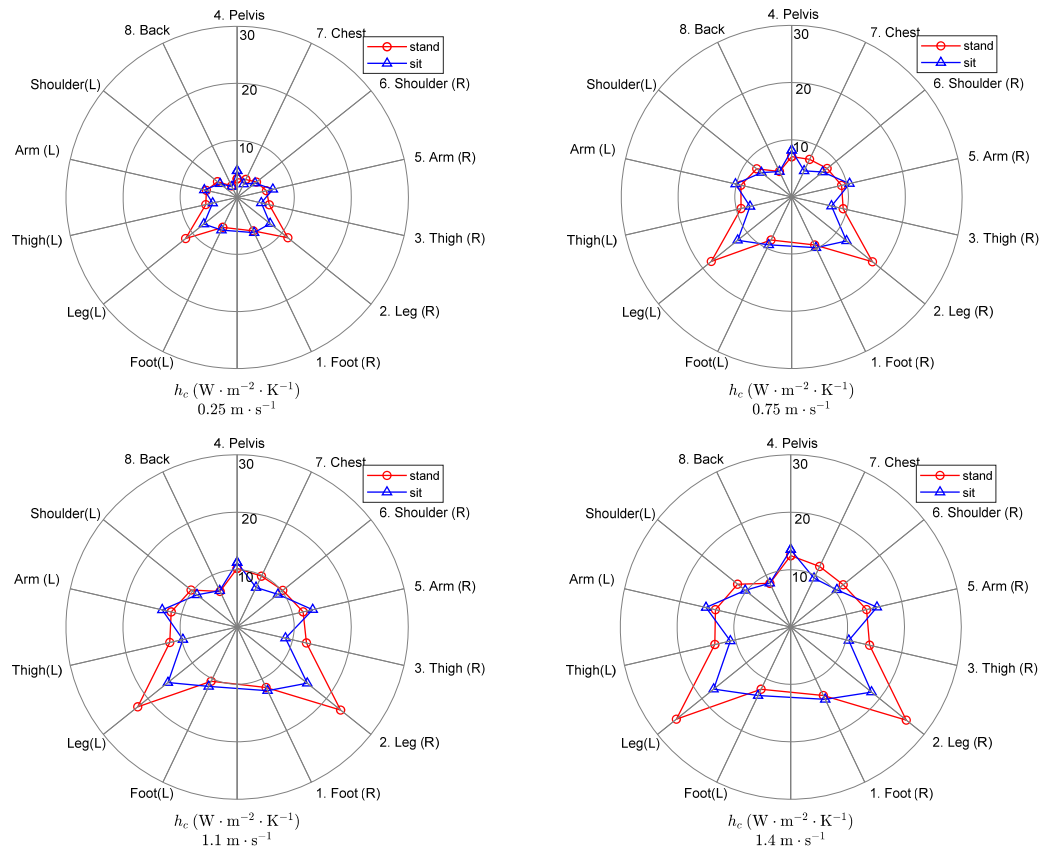 4. Pelvis
8. Back
7. Chest
30
stand
sit
Shoulder(L)
6. Shoulder (R)
20
Arm (L)
10
5. Arm (R)
Thigh(L)
3. Thigh (R)
Leg(L)
2. Leg (R)
Foot(L)
1. Foot (R)
h_c (W · m⁻² · K⁻¹)
0.25 m · s⁻¹
4. Pelvis
8. Back
7. Chest
30
stand
sit
Shoulder(L)
6. Shoulder (R)
20
Arm (L)
10
5. Arm (R)
Thigh(L)
3. Thigh (R)
Leg(L)
2. Leg (R)
Foot(L)
1. Foot (R)
h_c (W · m⁻² · K⁻¹)
0.75 m · s⁻¹
4. Pelvis
8. Back
7. Chest
30
stand
sit
Shoulder(L)
6. Shoulder (R)
20
Arm (L)
10
5. Arm (R)
Thigh(L)
3. Thigh (R)
Leg(L)
2. Leg (R)
Foot(L)
1. Foot (R)
h_c (W · m⁻² · K⁻¹)
1.1 m · s⁻¹
4. Pelvis
8. Back
7. Chest
30
stand
sit
Shoulder(L)
6. Shoulder (R)
20
Arm (L)
10
5. Arm (R)
Thigh(L)
3. Thigh (R)
Leg(L)
2. Leg (R)
Foot(L)
1. Foot (R)
h_c (W · m⁻² · K⁻¹)
1.4 m · s⁻¹